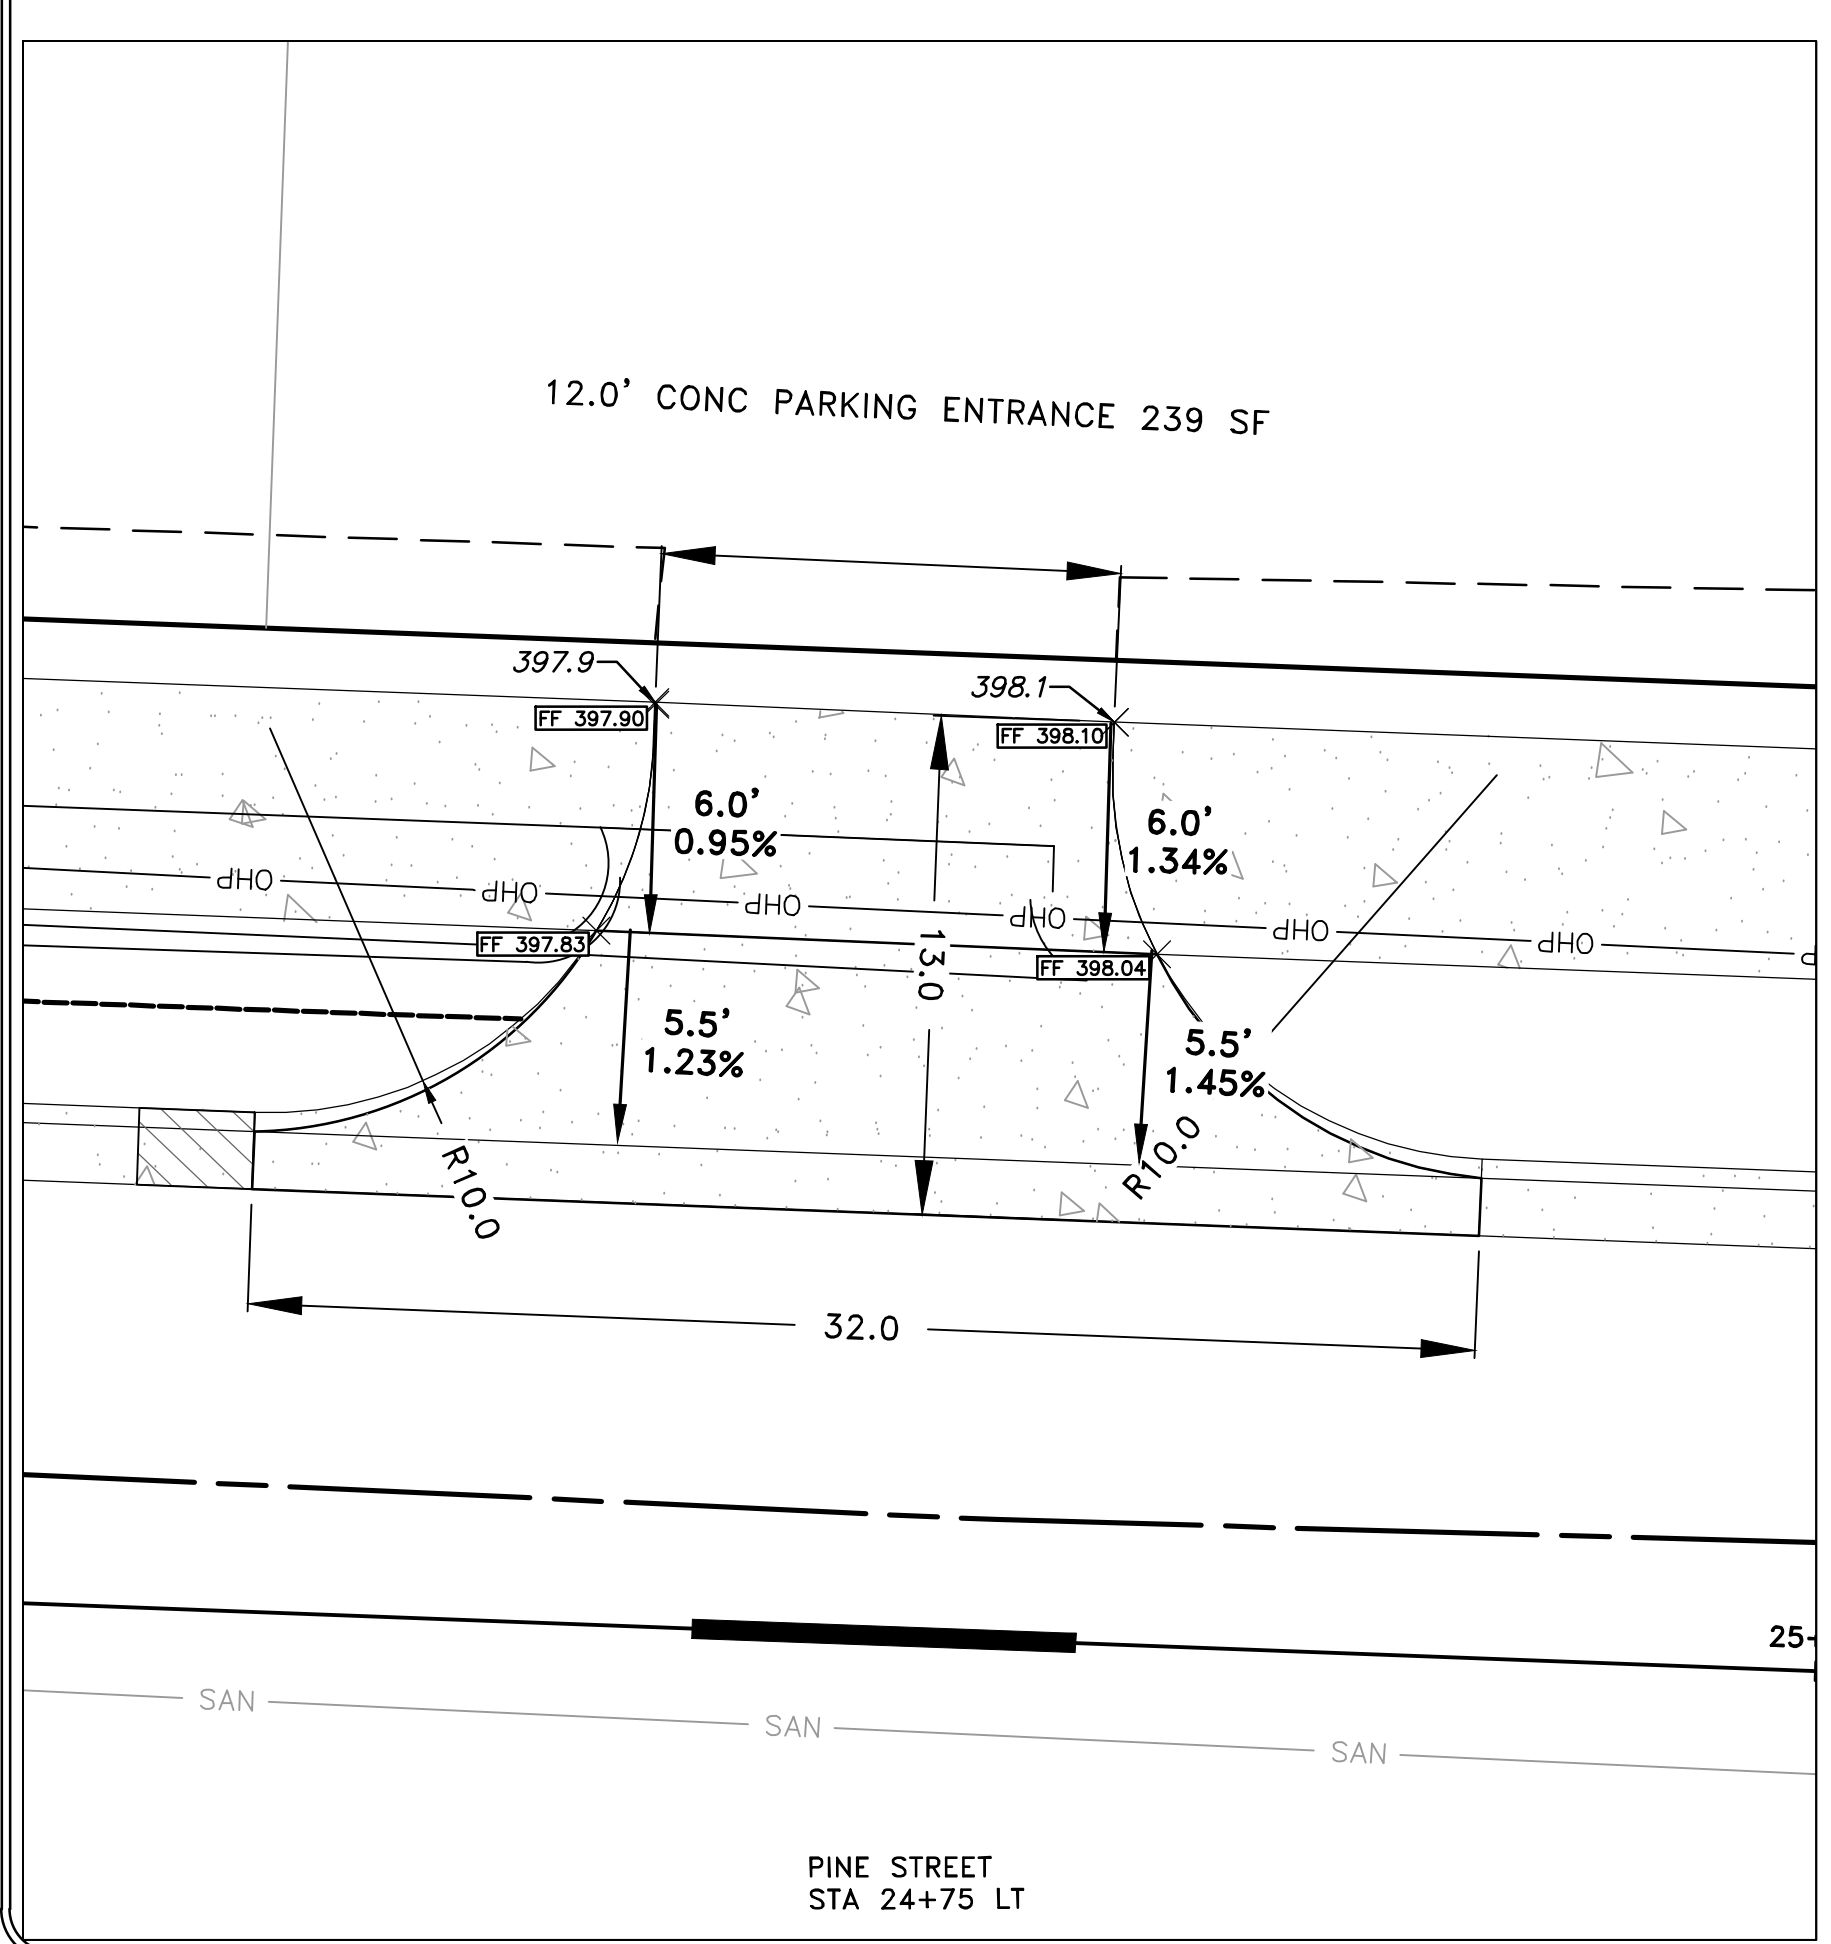 12.0' CONC PARKING ENTRANCE 239 SF
397.9
398.1
FF 397.90
FF 398.10
6.0'
0.95%
6.0'
1.34%
OHP
OHP
OHP
OHP
OHP
OHP
FF 397.83
FF 398.04
13.0
5.5'
1.23%
5.5'
1.45%
R10.0
R10.0
32.0
25
SAN
SAN
SAN
PINE STREET
STA 24+75 LT